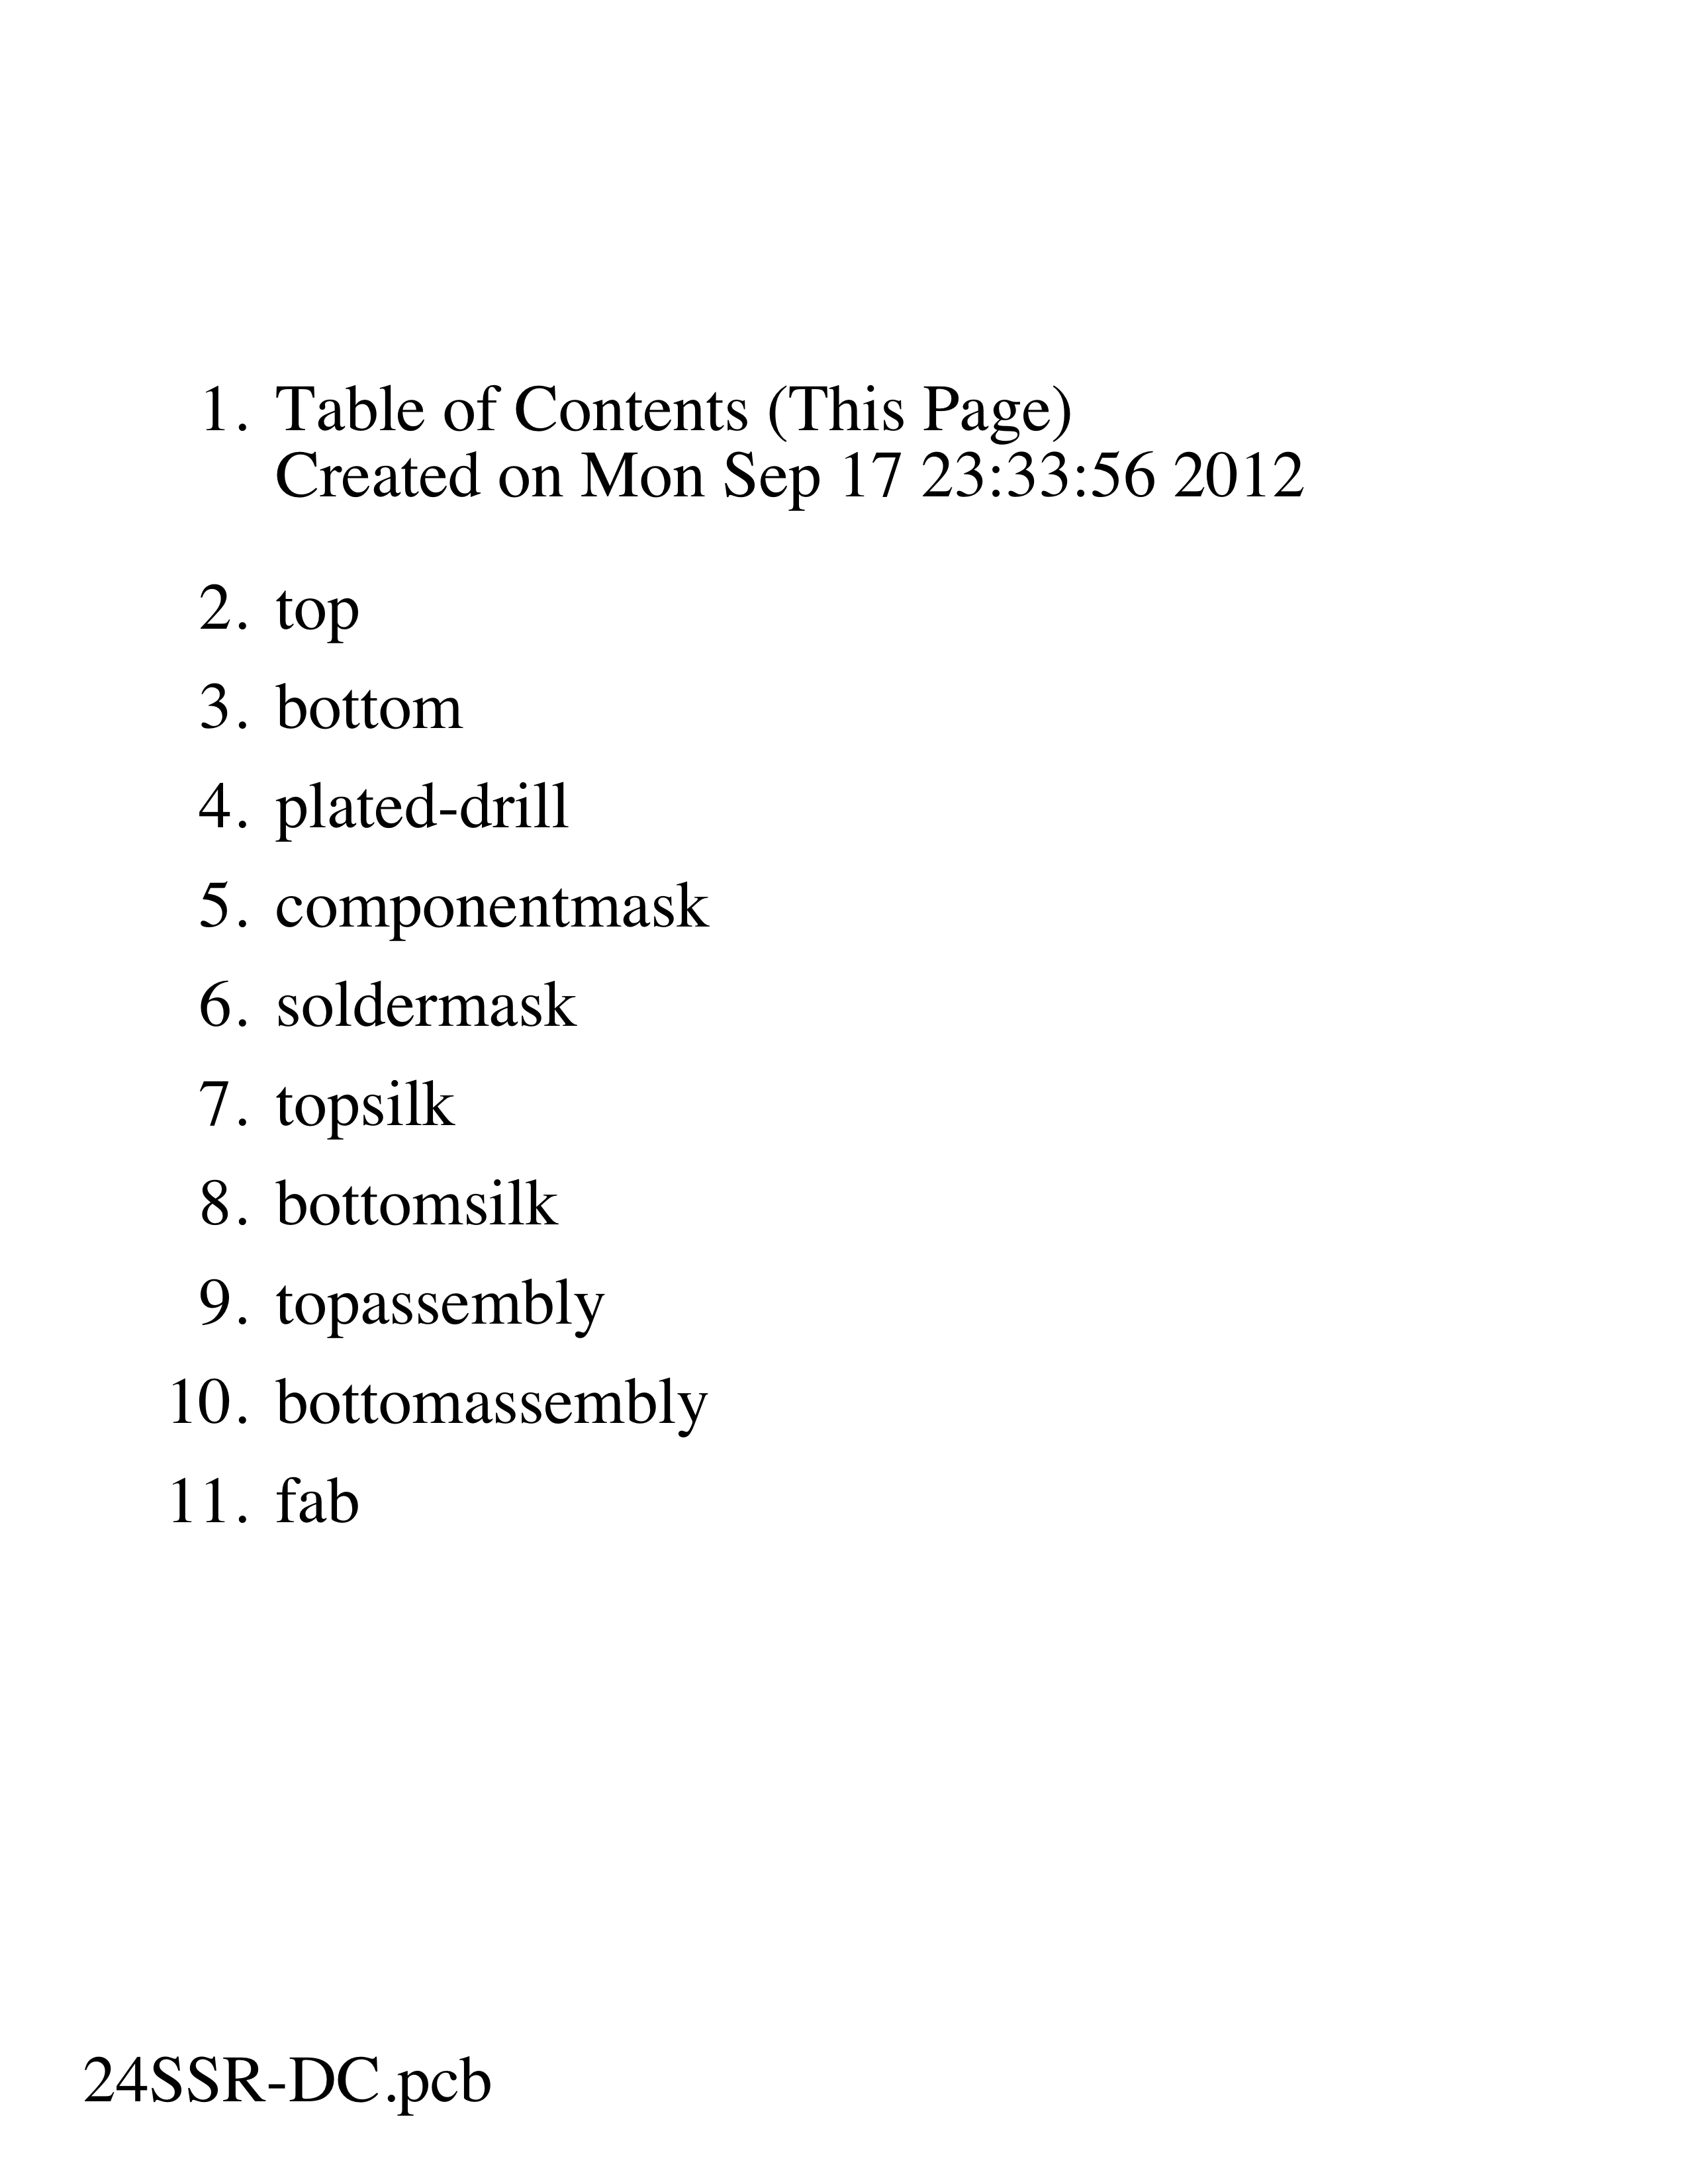 1. Table of Contents (This Page)
Created on Mon Sep 17 23:33:56 2012
2. top
3. bottom
4. plated-drill
5. componentmask
6. soldermask
7. topsilk
8. bottomsilk
9. topassembly
10. bottomassembly
11. fab
24SSR-DC.pcb